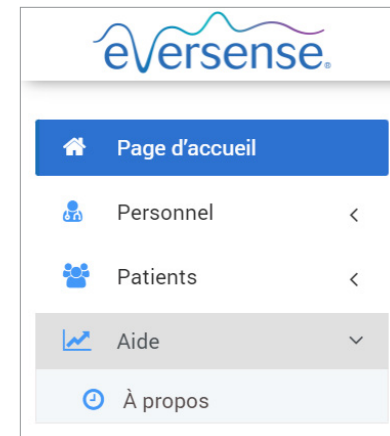 eversense®
Page d'accueil
Personnel
Patients
Aide
À propos